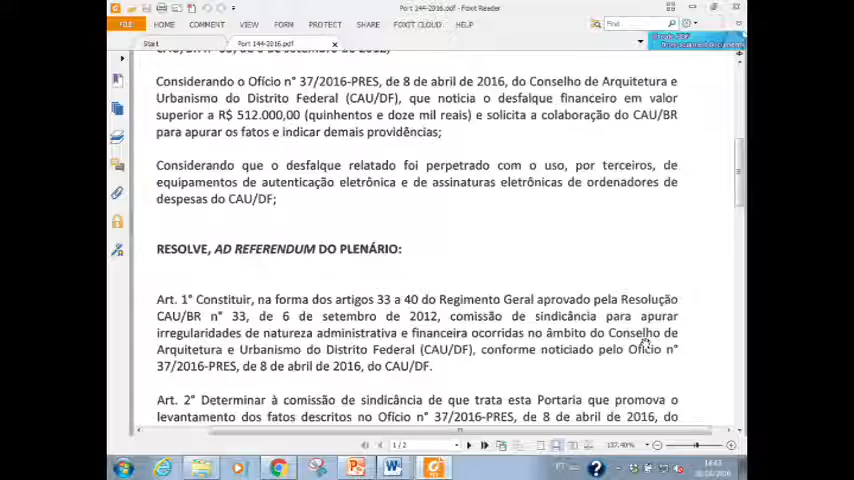 Port 144-2016.pdf - Foxit Reader
FILE HOME COMMENT VIEW FORM PROTECT SHARE FOXIT CLOUD HELP Find
Start Port 144-2016.pdf
Considerando o Ofício n° 37/2016-PRES, de 8 de abril de 2016, do Conselho de Arquitetura e
Urbanismo do Distrito Federal (CAU/DF), que noticia o desfalque financeiro em valor
superior a R$ 512.000,00 (quinhentos e doze mil reais) e solicita a colaboração do CAU/BR
para apurar os fatos e indicar demais providências;
Considerando que o desfalque relatado foi perpetrado com o uso, por terceiros, de
equipamentos de autenticação eletrônica e de assinaturas eletrônicas de ordenadores de
despesas do CAU/DF;
RESOLVE, AD REFERENDUM DO PLENÁRIO:
Art. 1° Constituir, na forma dos artigos 33 a 40 do Regimento Geral aprovado pela Resolução
CAU/BR n° 33, de 6 de setembro de 2012, comissão de sindicância para apurar
irregularidades de natureza administrativa e financeira ocorridas no âmbito do Conselho de
Arquitetura e Urbanismo do Distrito Federal (CAU/DF), conforme noticiado pelo Ofício n°
37/2016-PRES, de 8 de abril de 2016, do CAU/DF.
Art. 2° Determinar à comissão de sindicância de que trata esta Portaria que promova o
levantamento dos fatos descritos no Ofício n° 37/2016-PRES, de 8 de abril de 2016, do
1 / 2 137.40%
PT